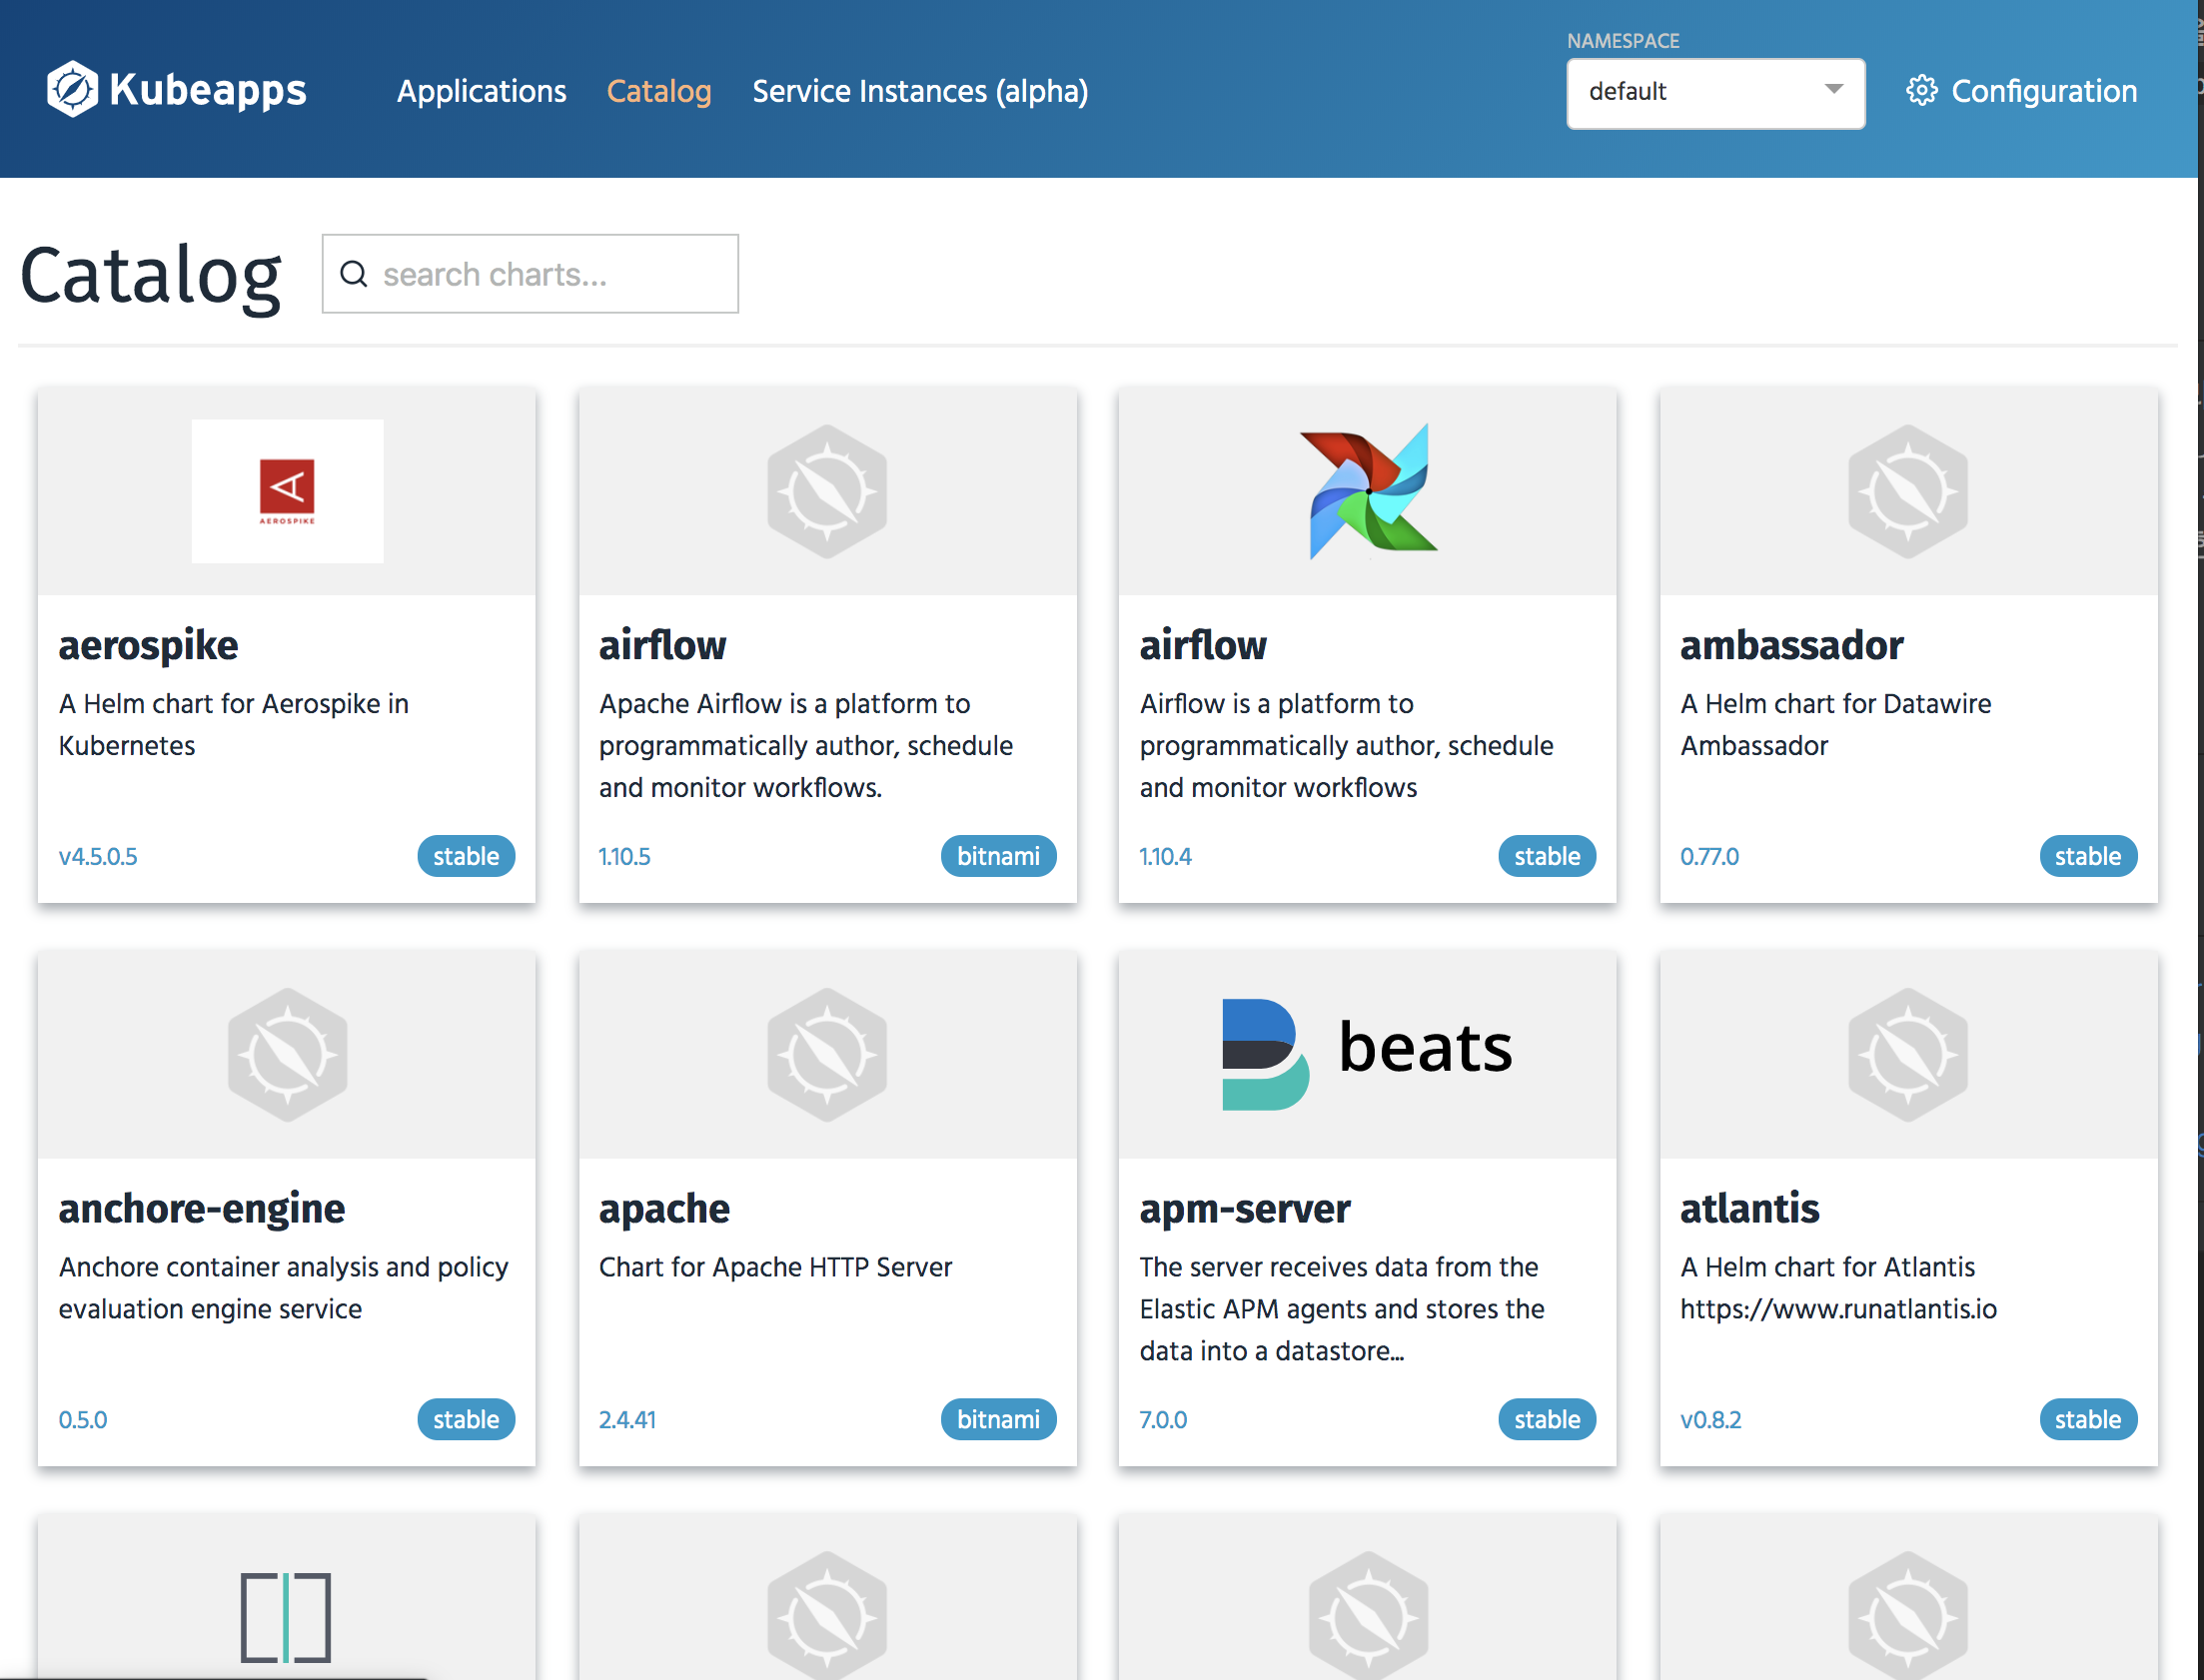 NAMESPACE
Kubeapps Applications Catalog Service Instances (alpha) default Configuration
Catalog search charts...
AEROSPIKE
aerospike
A Helm chart for Aerospike in
Kubernetes
v4.5.0.5 stable
airflow
Apache Airflow is a platform to
programmatically author, schedule
and monitor workflows.
1.10.5 bitnami
airflow
Airflow is a platform to
programmatically author, schedule
and monitor workflows
1.10.4 stable
ambassador
A Helm chart for Datawire
Ambassador
0.77.0 stable
anchore-engine
Anchore container analysis and policy
evaluation engine service
0.5.0 stable
apache
Chart for Apache HTTP Server
2.4.41 bitnami
beats
apm-server
The server receives data from the
Elastic APM agents and stores the
data into a datastore...
7.0.0 stable
atlantis
A Helm chart for Atlantis
https://www.runatlantis.io
v0.8.2 stable